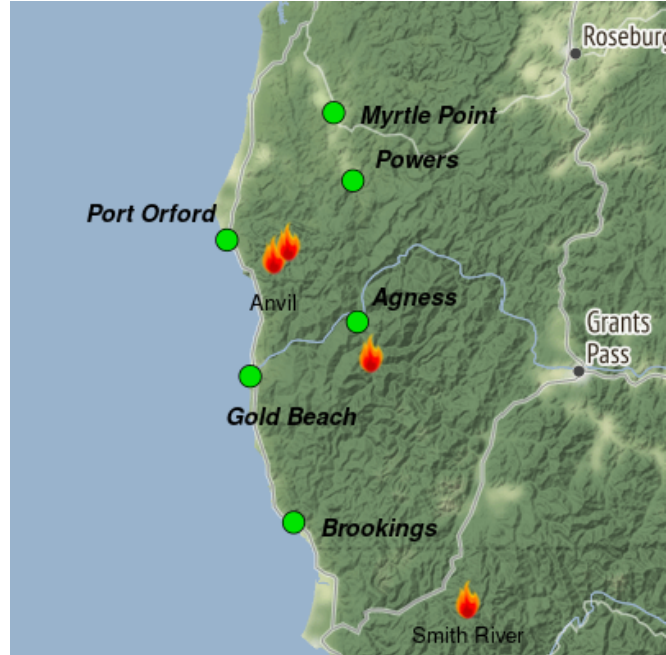 Roseburg
Myrtle Point
Powers
Port Orford
Anvil
Agness
Grants
Pass
Gold Beach
Brookings
Smith River